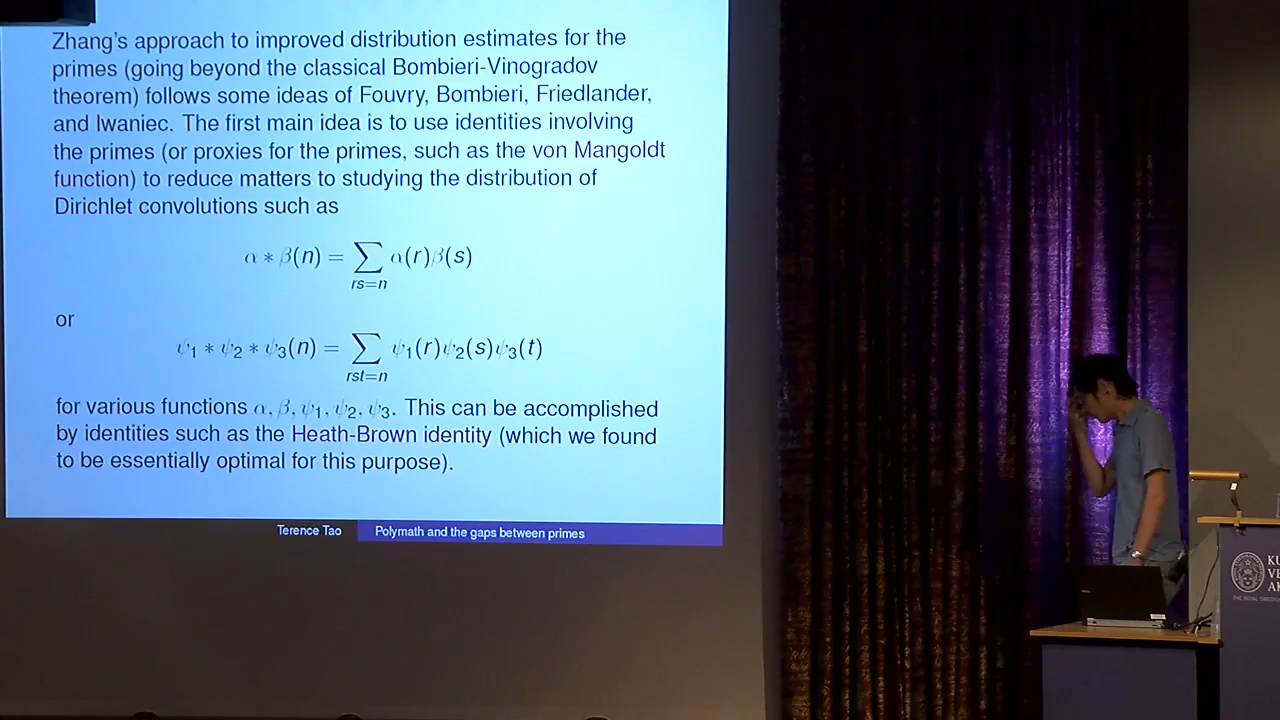 Zhang's approach to improved distribution estimates for the
primes (going beyond the classical Bombieri-Vinogradov
theorem) follows some ideas of Fouvry, Bombieri, Friedlander,
and Iwaniec. The first main idea is to use identities involving
the primes (or proxies for the primes, such as the von Mangoldt
function) to reduce matters to studying the distribution of
Dirichlet convolutions such as
α ∗ β(n) = ∑ α(r)β(s)
rs=n
or
ψ₁ ∗ ψ₂ ∗ ψ₃(n) = ∑ ψ₁(r)ψ₂(s)ψ₃(t)
rst=n
for various functions α, β, ψ₁, ψ₂, ψ₃. This can be accomplished
by identities such as the Heath-Brown identity (which we found
to be essentially optimal for this purpose).
Terence Tao Polymath and the gaps between primes